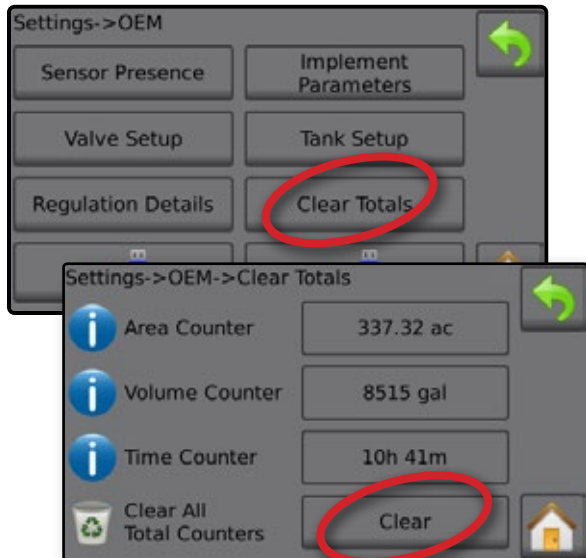 Settings->OEM
Sensor Presence
Implement
Parameters
Valve Setup
Tank Setup
Regulation Details
Clear Totals
Settings->OEM->Clear Totals
Area Counter
337.32 ac
Volume Counter
8515 gal
Time Counter
10h 41m
Clear All
Total Counters
Clear